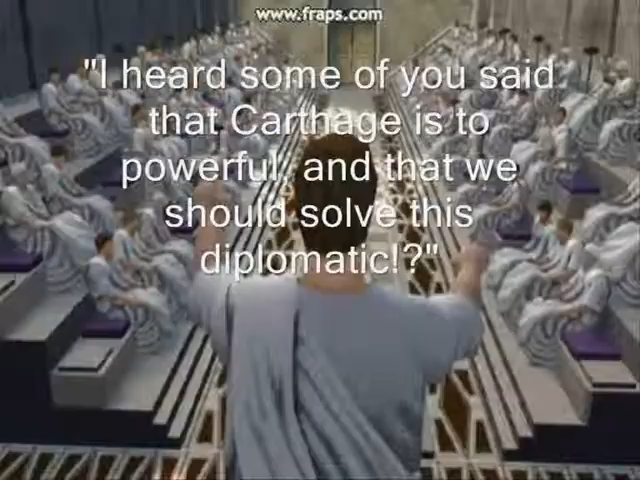 www.fraps.com
"I heard some of you said
that Carthage is to
powerful, and that we
should solve this
diplomatic!?"